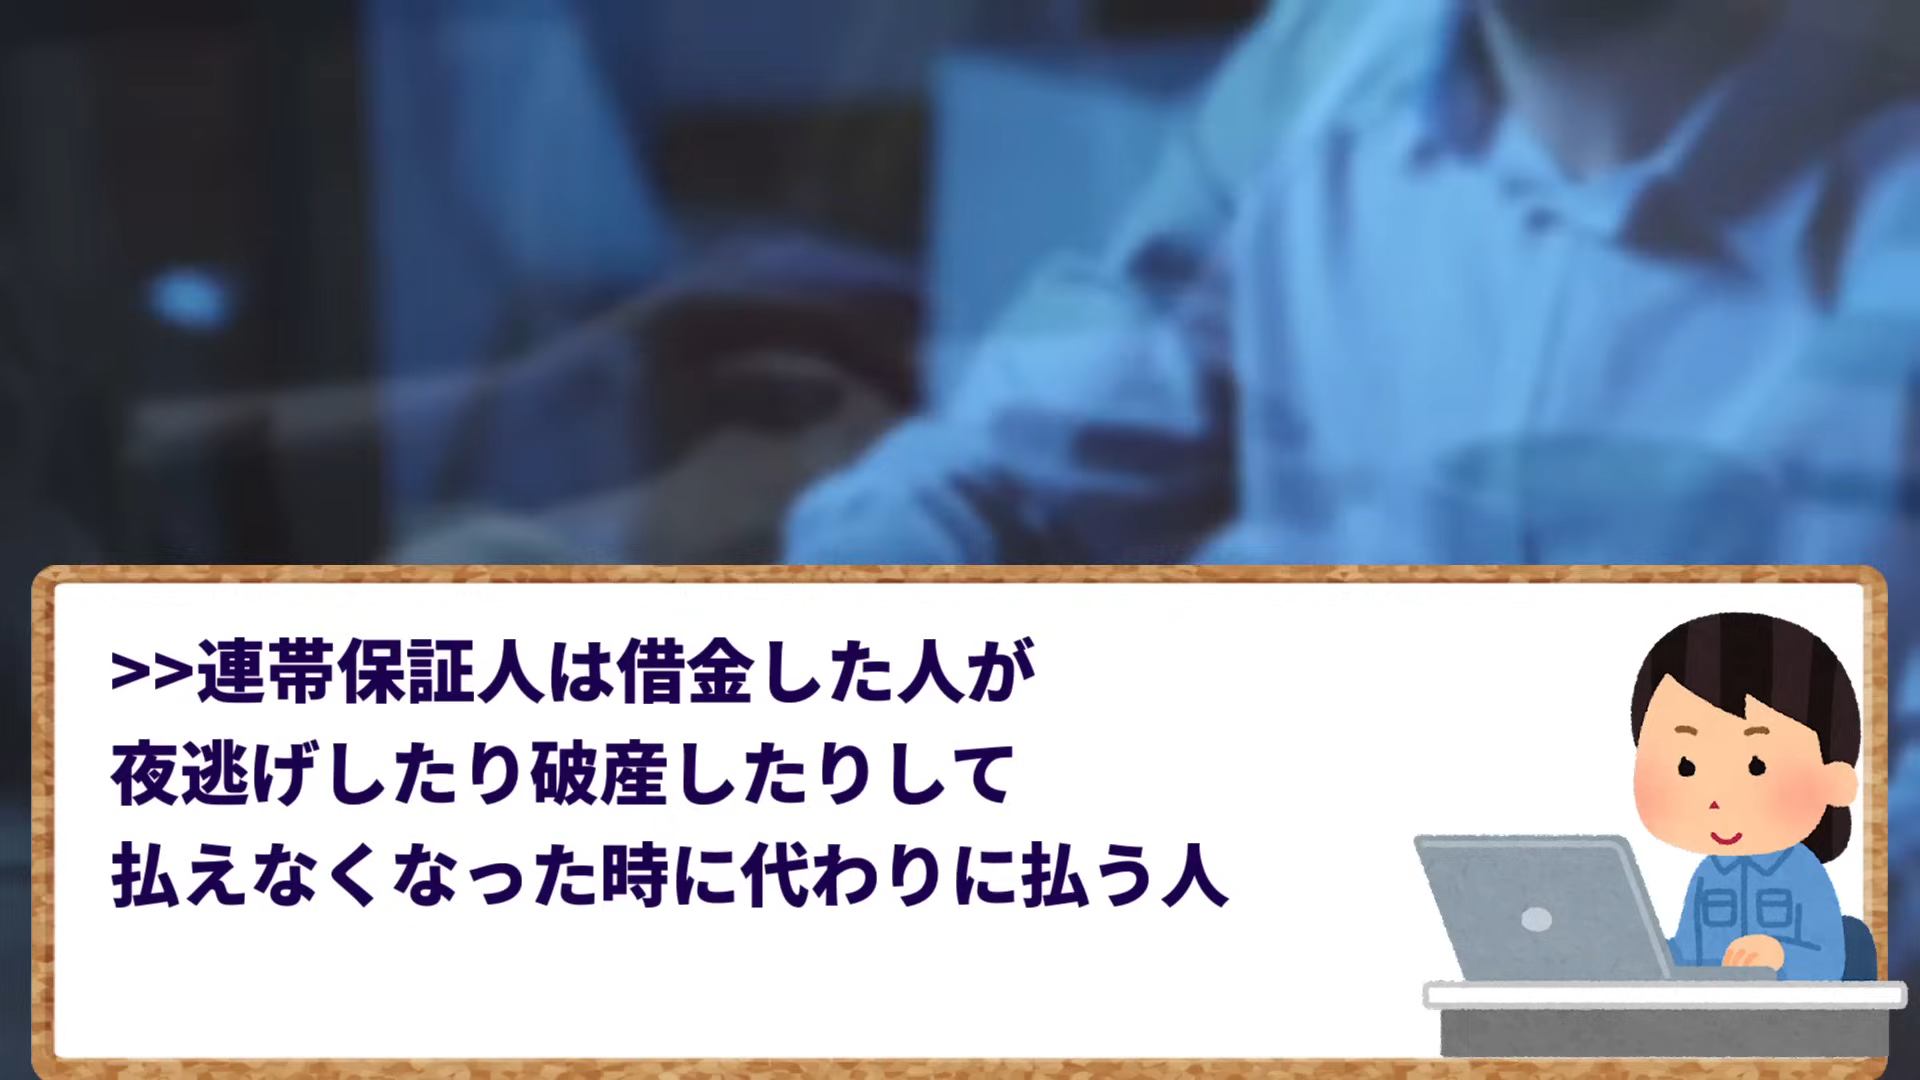 >>連帯保証人は借金した人が
夜逃げしたり破産したりして
払えなくなった時に代わりに払う人